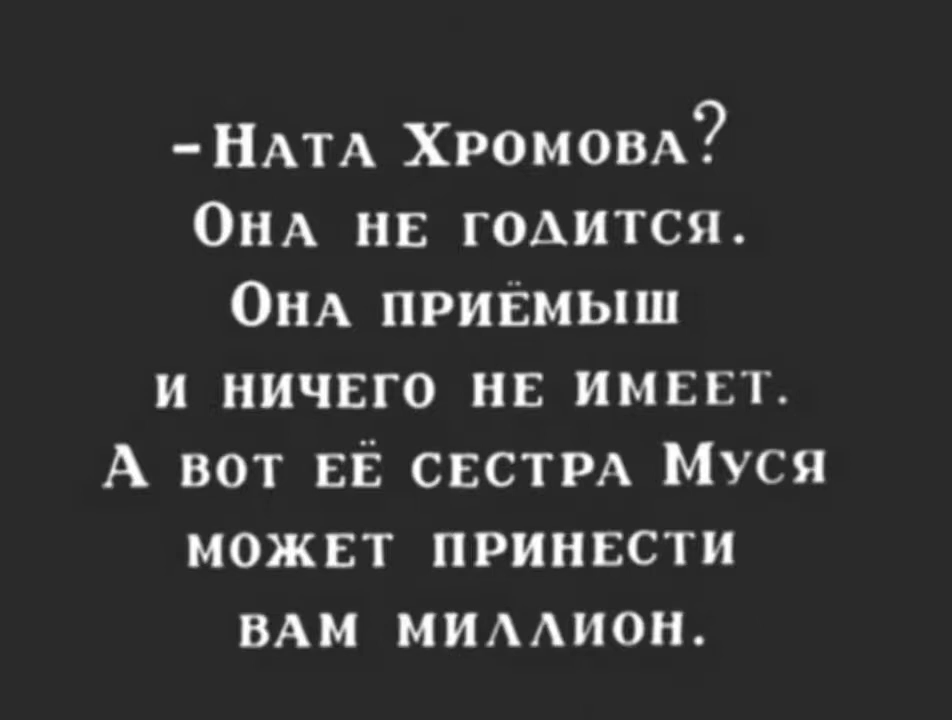 -Ната Хромова?
Она не годится.
Она приёмыш
и ничего не имеет.
А вот её сестра Муся
может принести
вам миллион.